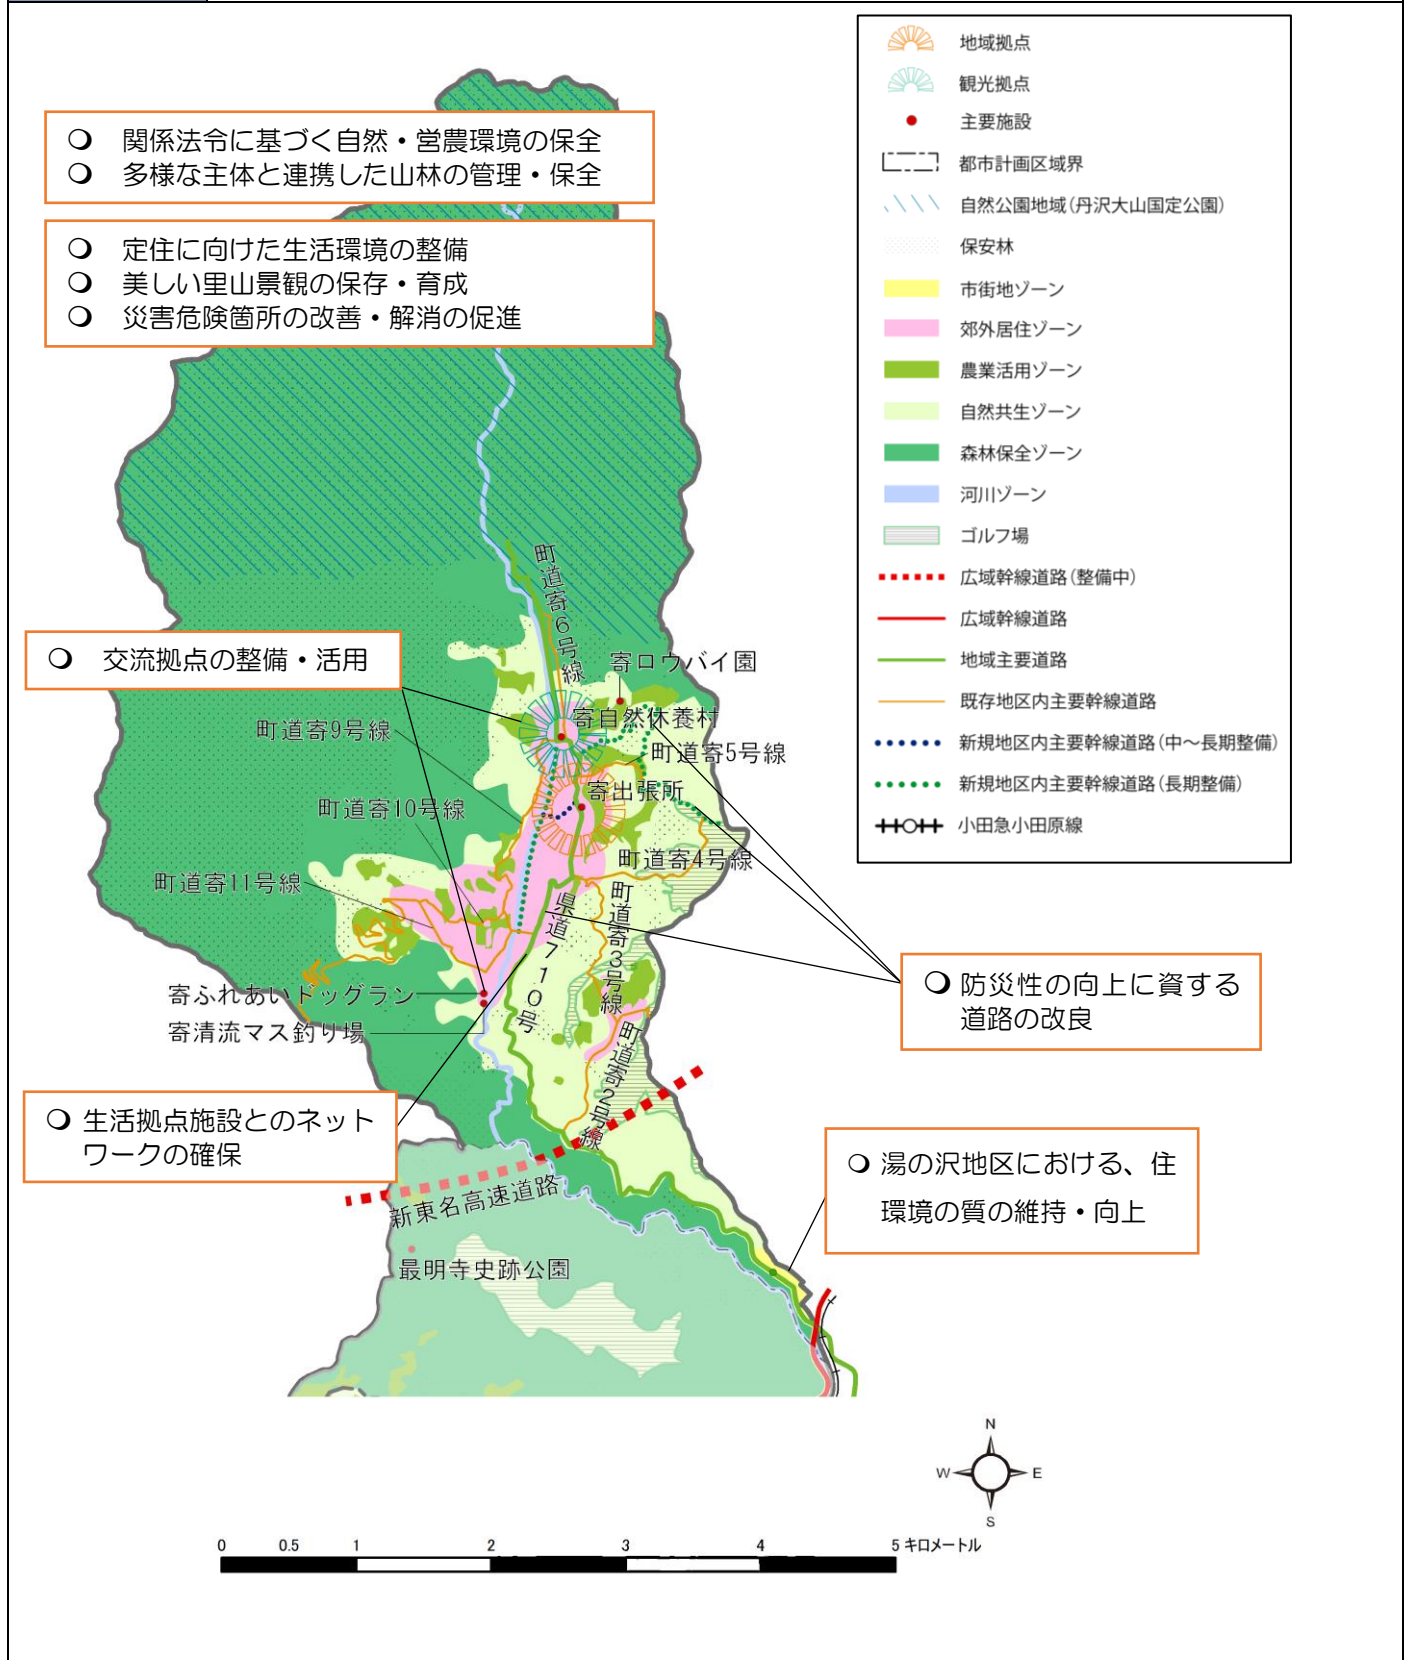 ○ 関係法令に基づく自然・営農環境の保全
○ 多様な主体と連携した山林の管理・保全
○ 定住に向けた生活環境の整備
○ 美しい里山景観の保存・育成
○ 災害危険箇所の改善・解消の促進
地域拠点
観光拠点
主要施設
都市計画区域界
自然公園地域(丹沢大山国定公園)
保安林
市街地ゾーン
郊外居住ゾーン
農業活用ゾーン
自然共生ゾーン
森林保全ゾーン
河川ゾーン
ゴルフ場
広域幹線道路(整備中)
広域幹線道路
地域主要道路
既存地区内主要幹線道路
新規地区内主要幹線道路(中～長期整備)
新規地区内主要幹線道路(長期整備)
小田急小田原線
町道寄6号線
○ 交流拠点の整備・活用
寄ロウバイ園
寄自然休養村
町道寄9号線
町道寄5号線
寄出張所
町道寄10号線
町道寄4号線
町道寄11号線
町道寄3号線
県道710号
寄ふれあいドッグラン
寄清流マス釣り場
町道寄2号線
○ 防災性の向上に資する
道路の改良
○ 生活拠点施設とのネット
ワークの確保
○ 湯の沢地区における、住
環境の質の維持・向上
新東名高速道路
最明寺史跡公園
N
W E
S
0 0.5 1 2 3 4 5 キロメートル